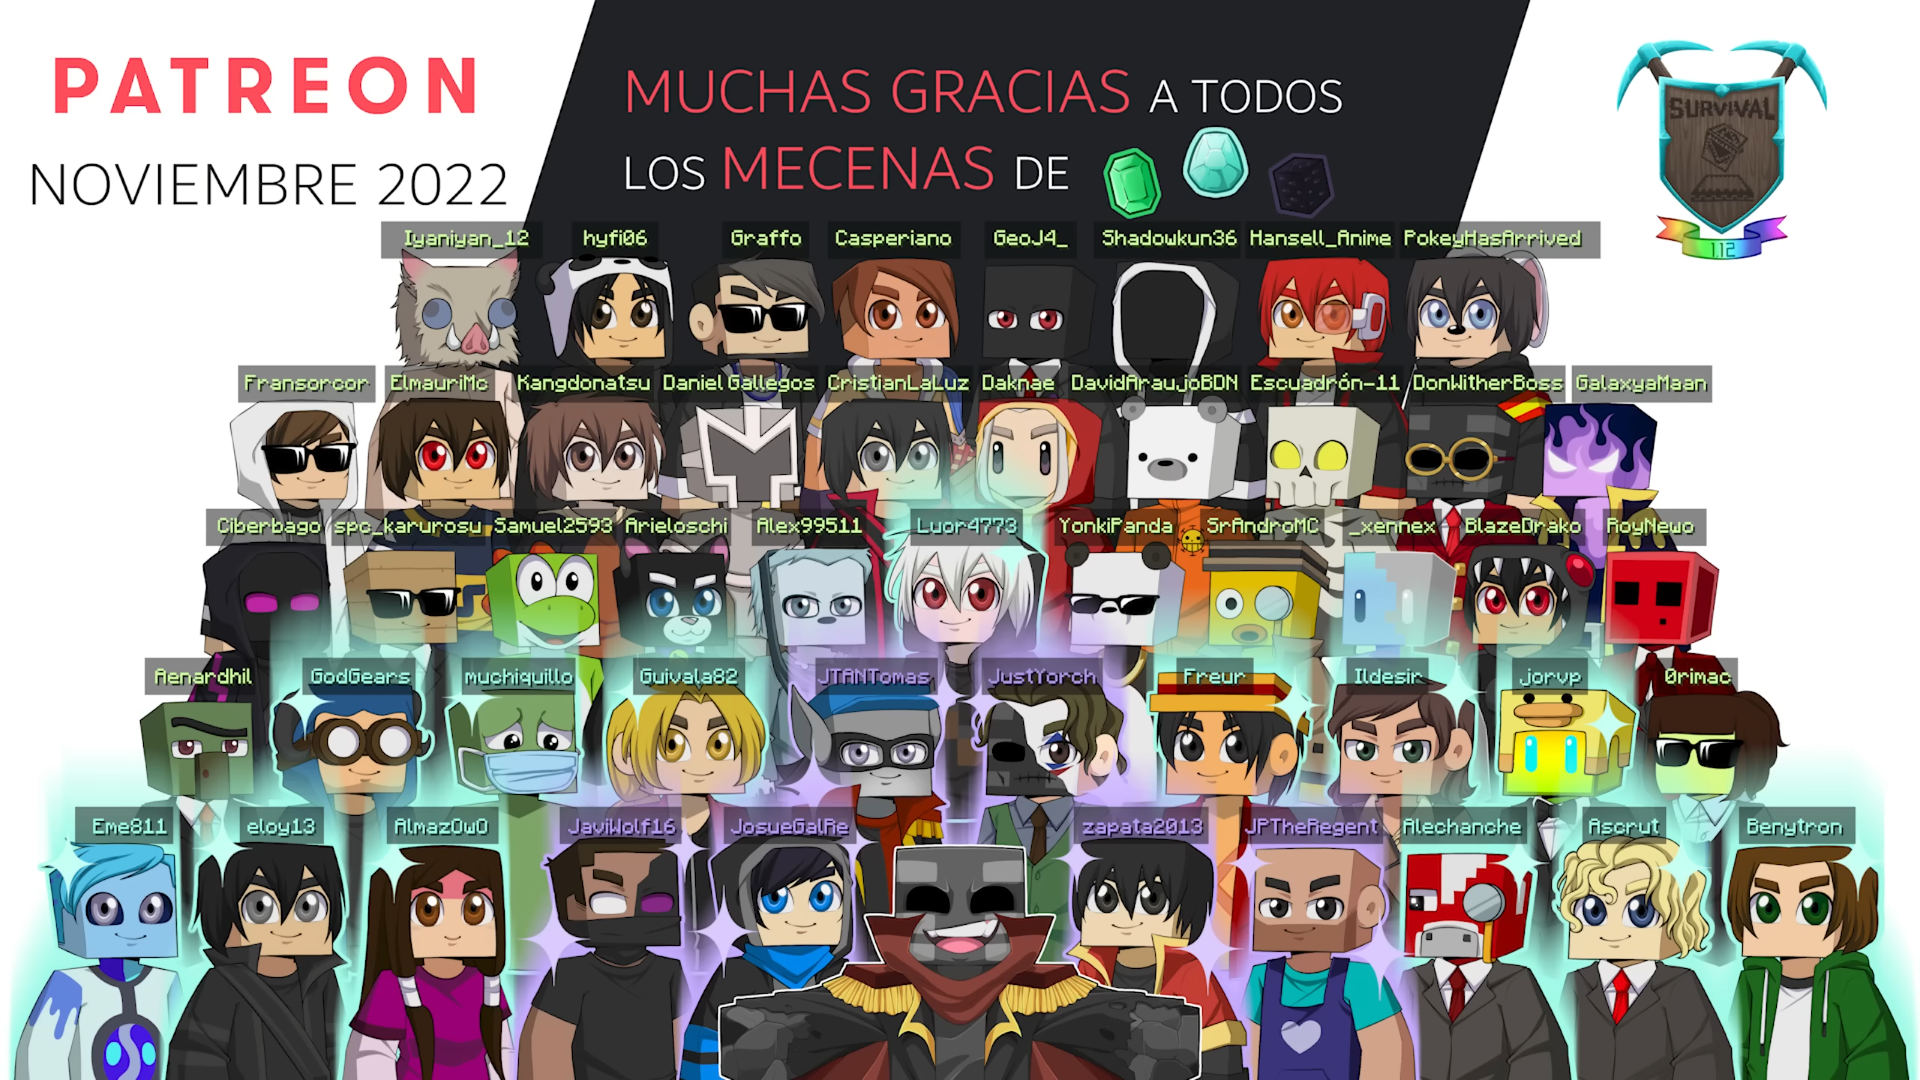 PATREON
NOVIEMBRE 2022
MUCHAS GRACIAS A TODOS
LOS MECENAS DE
SURVIVAL
1.12
Iyaniyan_12 hyfi06 Graffo Casperiano GeoJ4_ Shadowkun36 Hansell_Anime PokeyHasArrived
Fransorcor ElmauriMc Kangdonatsu Daniel Gallegos CristianLaLuz Daknae DavidAraujoBDN Escuadrón-11 DonWitherBoss GalaxyaMaan
Ciberbago spc_karurosu Samuel2593 Arieloschi Alex99511 Luor4773 YonkiPanda SrAndroMC _xennex BlazeDrako RoyNewo
Aenardhil GodGears muchiquillo Guivala82 JTANTomas JustYorch Freur Ildesir jorvp 0rimac
Eme811 eloy13 AlmazOwO JaviWolf16 JosueGalRe zapata2013 JPTheRegent Alechanche Ascrut Benytron